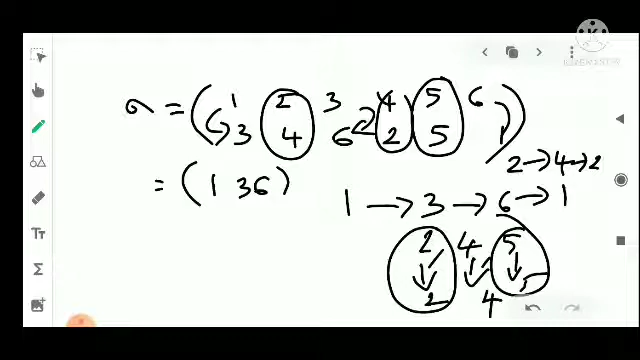 σ = ( 1 2 3 4 5 6
3 4 6 2 5 1 )
2 → 4 → 2
= ( 1 3 6 )
1 → 3 → 6 → 1
2 4 5
↓ ↓ ↓
2 4 5
Tт
Σ